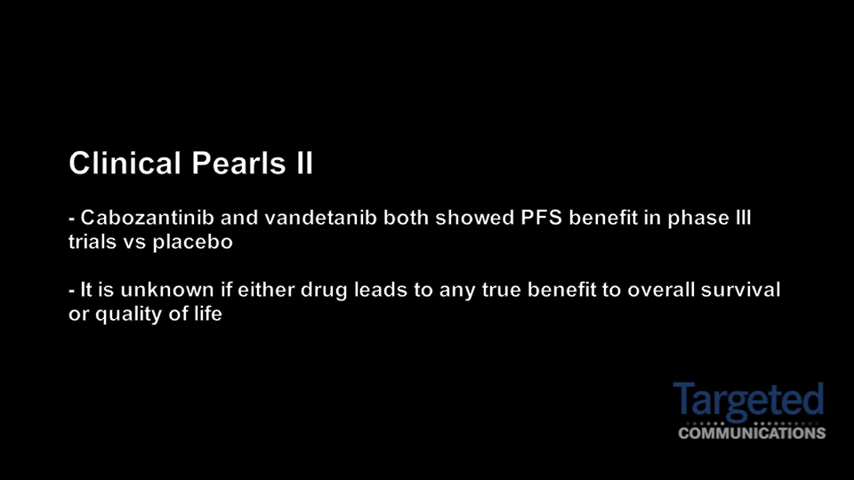 Clinical Pearls II
- Cabozantinib and vandetanib both showed PFS benefit in phase III
trials vs placebo
- It is unknown if either drug leads to any true benefit to overall survival
or quality of life
Targeted
COMMUNICATIONS